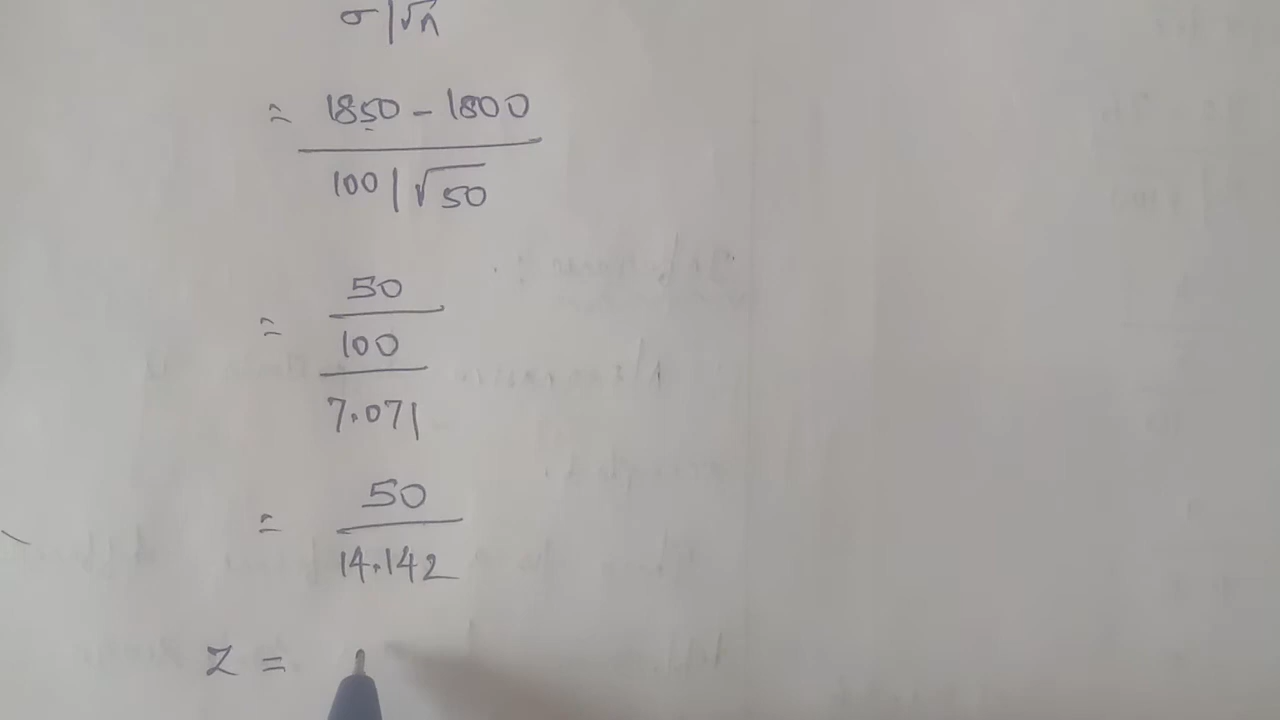 σ/√n
= 1850 - 1800
100/√50
= 50
100
7.071
= 50
14.142
Z =